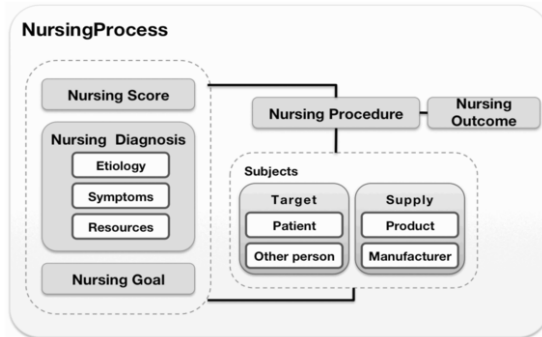 NursingProcess
Nursing Score
Nursing Diagnosis
Etiology
Symptoms
Resources
Nursing Goal
Nursing Procedure
Nursing
Outcome
Subjects
Target
Patient
Other person
Supply
Product
Manufacturer